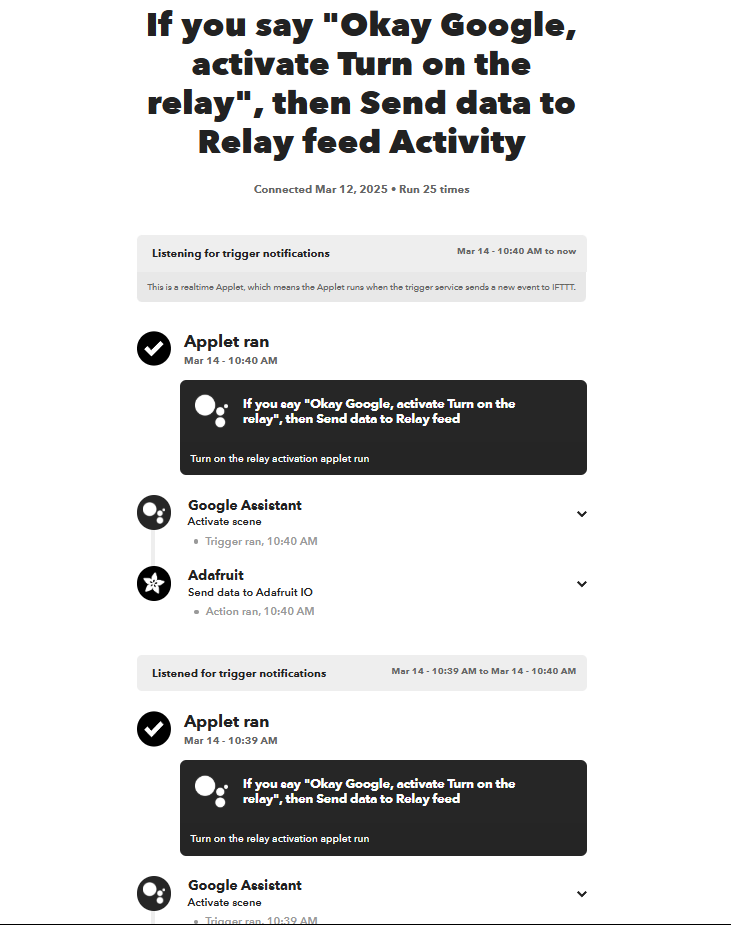 If you say "Okay Google,
activate Turn on the
relay", then Send data to
Relay feed Activity
Connected Mar 12, 2025 • Run 25 times
Listening for trigger notifications
Mar 14 - 10:40 AM to now
This is a realtime Applet, which means the Applet runs when the trigger service sends a new event to IFTTT.
Applet ran
Mar 14 - 10:40 AM
If you say "Okay Google, activate Turn on the
relay", then Send data to Relay feed
Turn on the relay activation applet run
Google Assistant
Activate scene
• Trigger ran, 10:40 AM
Adafruit
Send data to Adafruit IO
• Action ran, 10:40 AM
Listened for trigger notifications
Mar 14 - 10:39 AM to Mar 14 - 10:40 AM
Applet ran
Mar 14 - 10:39 AM
If you say "Okay Google, activate Turn on the
relay", then Send data to Relay feed
Turn on the relay activation applet run
Google Assistant
Activate scene
• Trigger ran, 10:39 AM